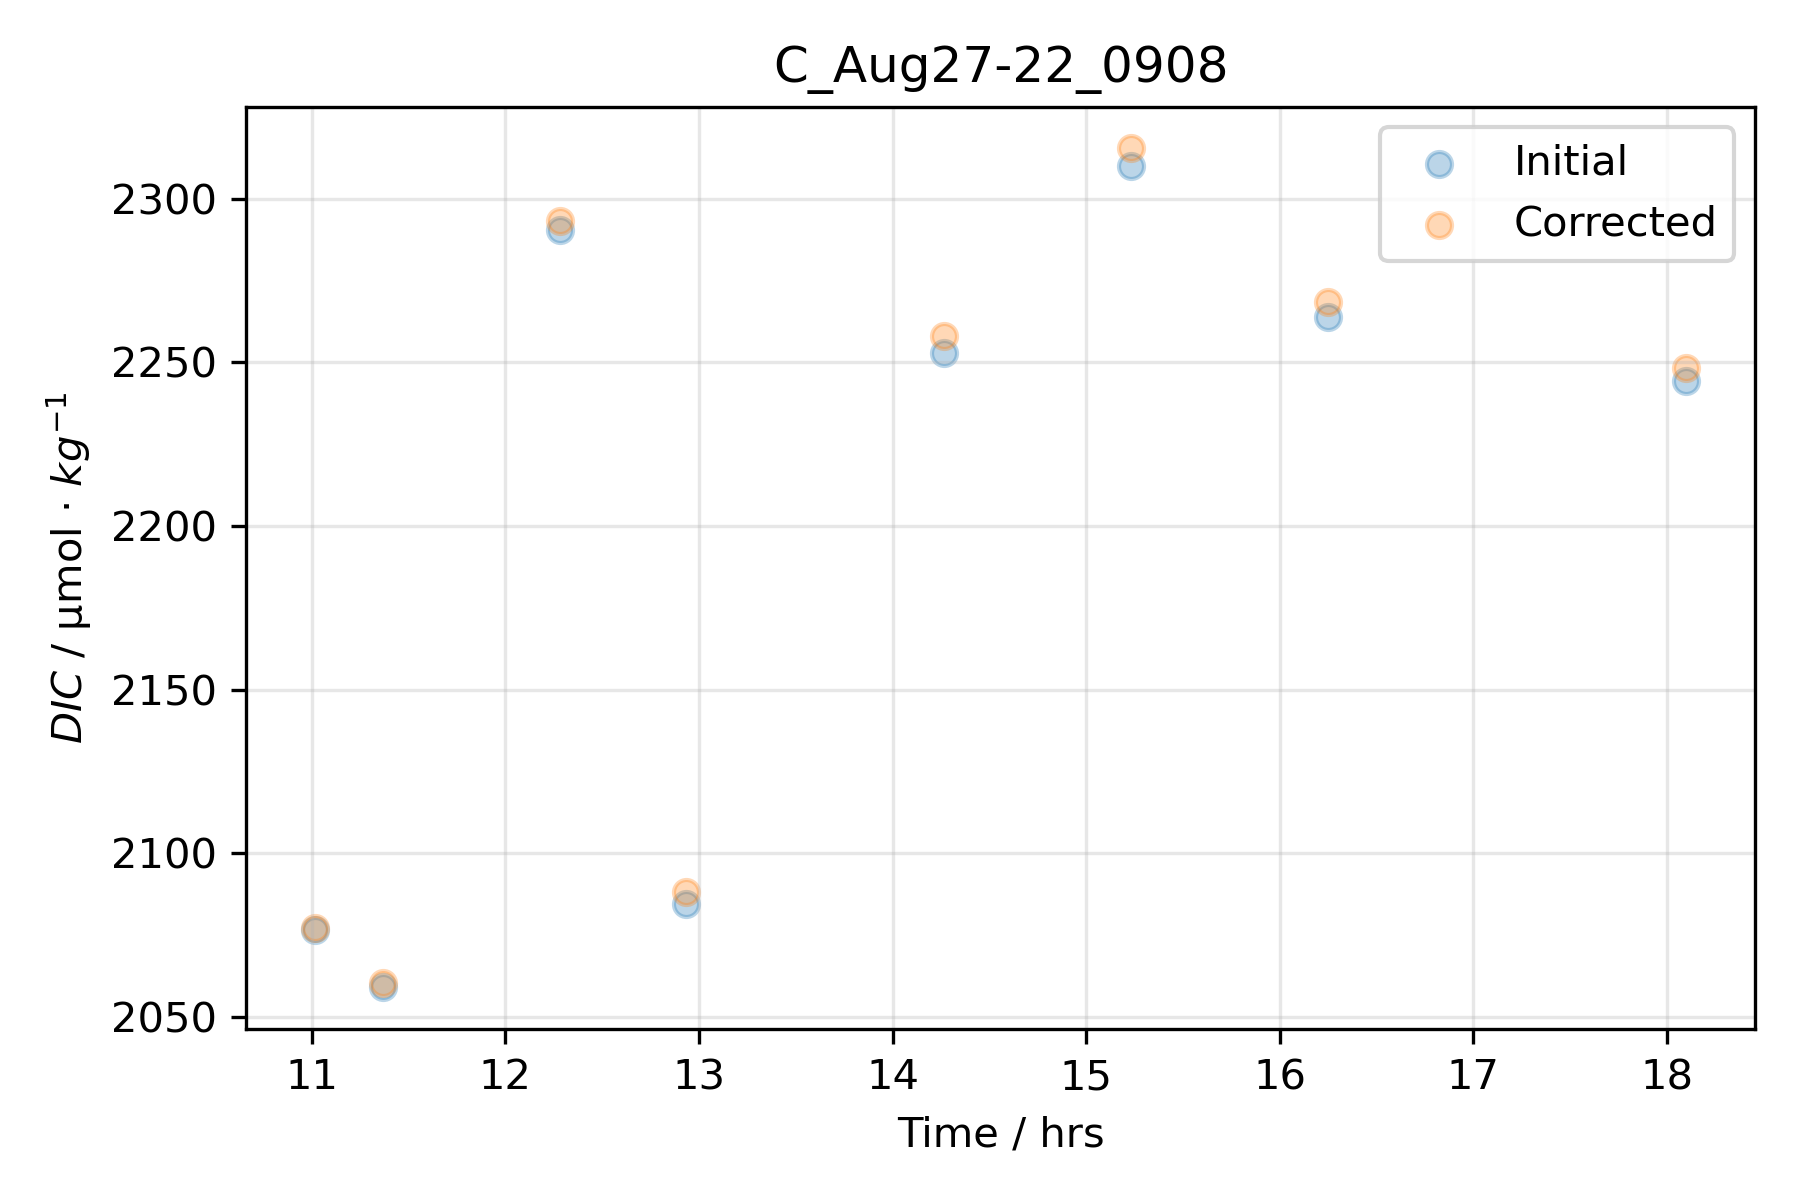 C_Aug27-22_0908
Initial
Corrected
2300
2250
2200
2150
2100
2050
DIC / µmol · kg⁻¹
11 12 13 14 15 16 17 18
Time / hrs